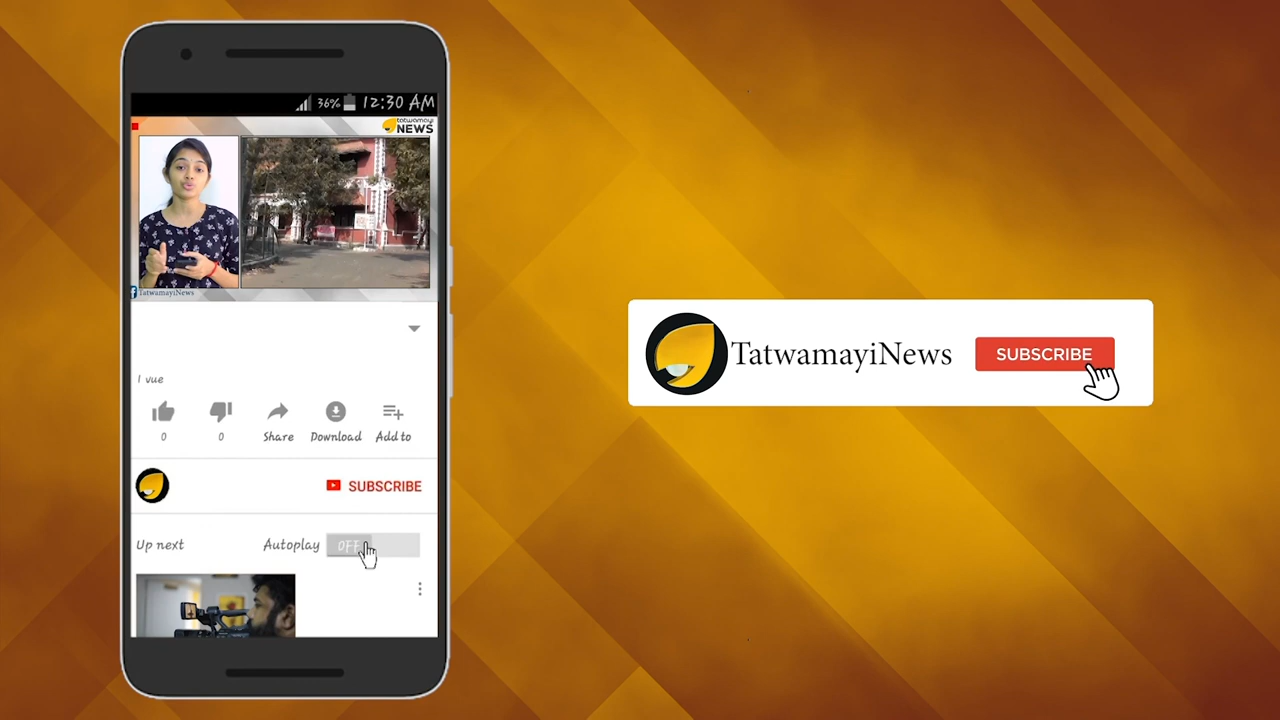 36% 12:30 AM
tatwamayi
NEWS
TatwamayiNews
1 vue
0 0 Share Download Add to
SUBSCRIBE
Up next Autoplay OFF
TatwamayiNews SUBSCRIBE